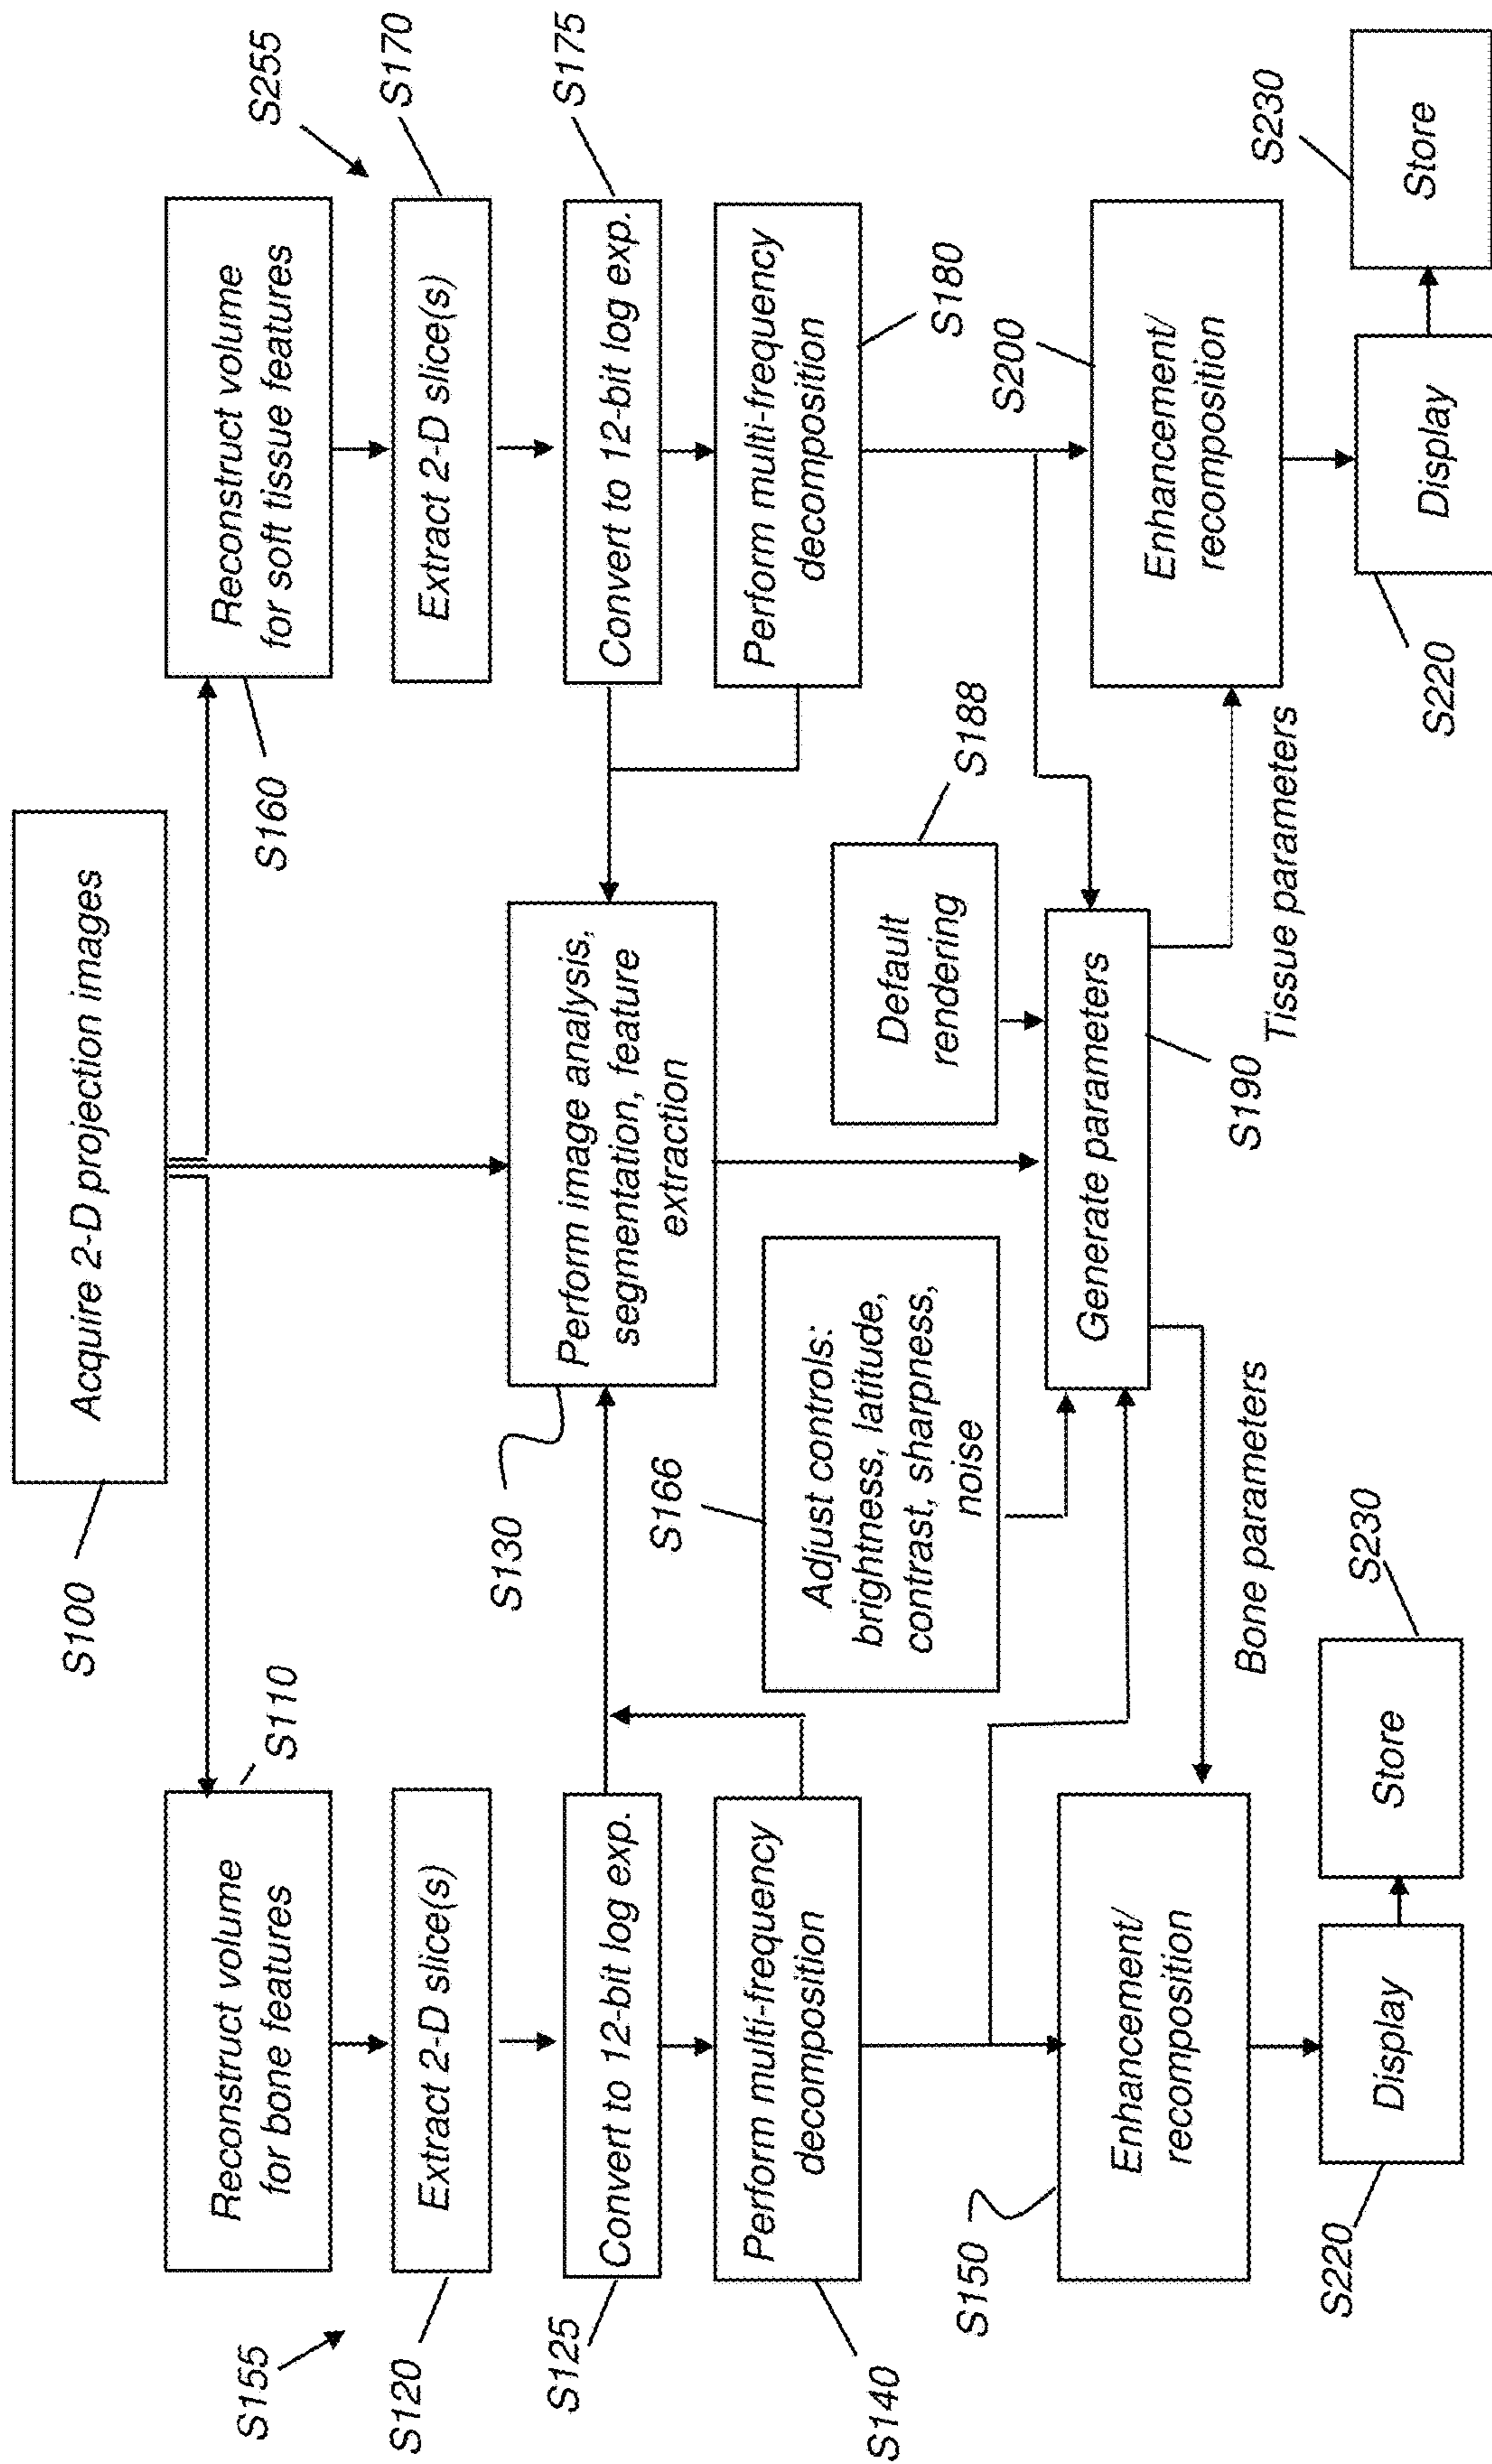 Acquire 2-D projection images
S100
Reconstruct volume
for bone features
S110
Reconstruct volume
for soft tissue features
S160
S155
S255
Extract 2-D slice(s)
S120
Extract 2-D slice(s)
S170
Convert to 12-bit log exp.
S125
Perform image analysis,
segmentation, feature
extraction
S130
Convert to 12-bit log exp.
S175
Perform multi-frequency
decomposition
S140
S166
Adjust controls:
brightness, latitude,
contrast, sharpness,
noise
Default
rendering
S188
Perform multi-frequency
decomposition
S180
Generate parameters
S190
S150
Enhancement/
recomposition
Bone parameters
Tissue parameters
S200
Enhancement/
recomposition
Display
S220
Store
S230
Display
S220
Store
S230